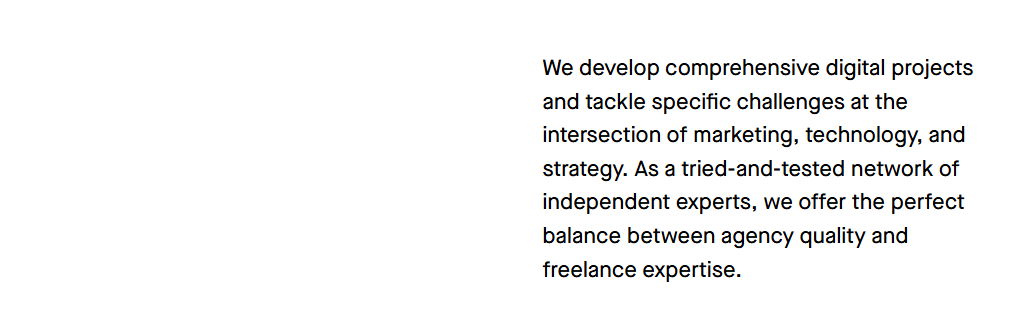 We develop comprehensive digital projects
and tackle specific challenges at the
intersection of marketing, technology, and
strategy. As a tried-and-tested network of
independent experts, we offer the perfect
balance between agency quality and
freelance expertise.